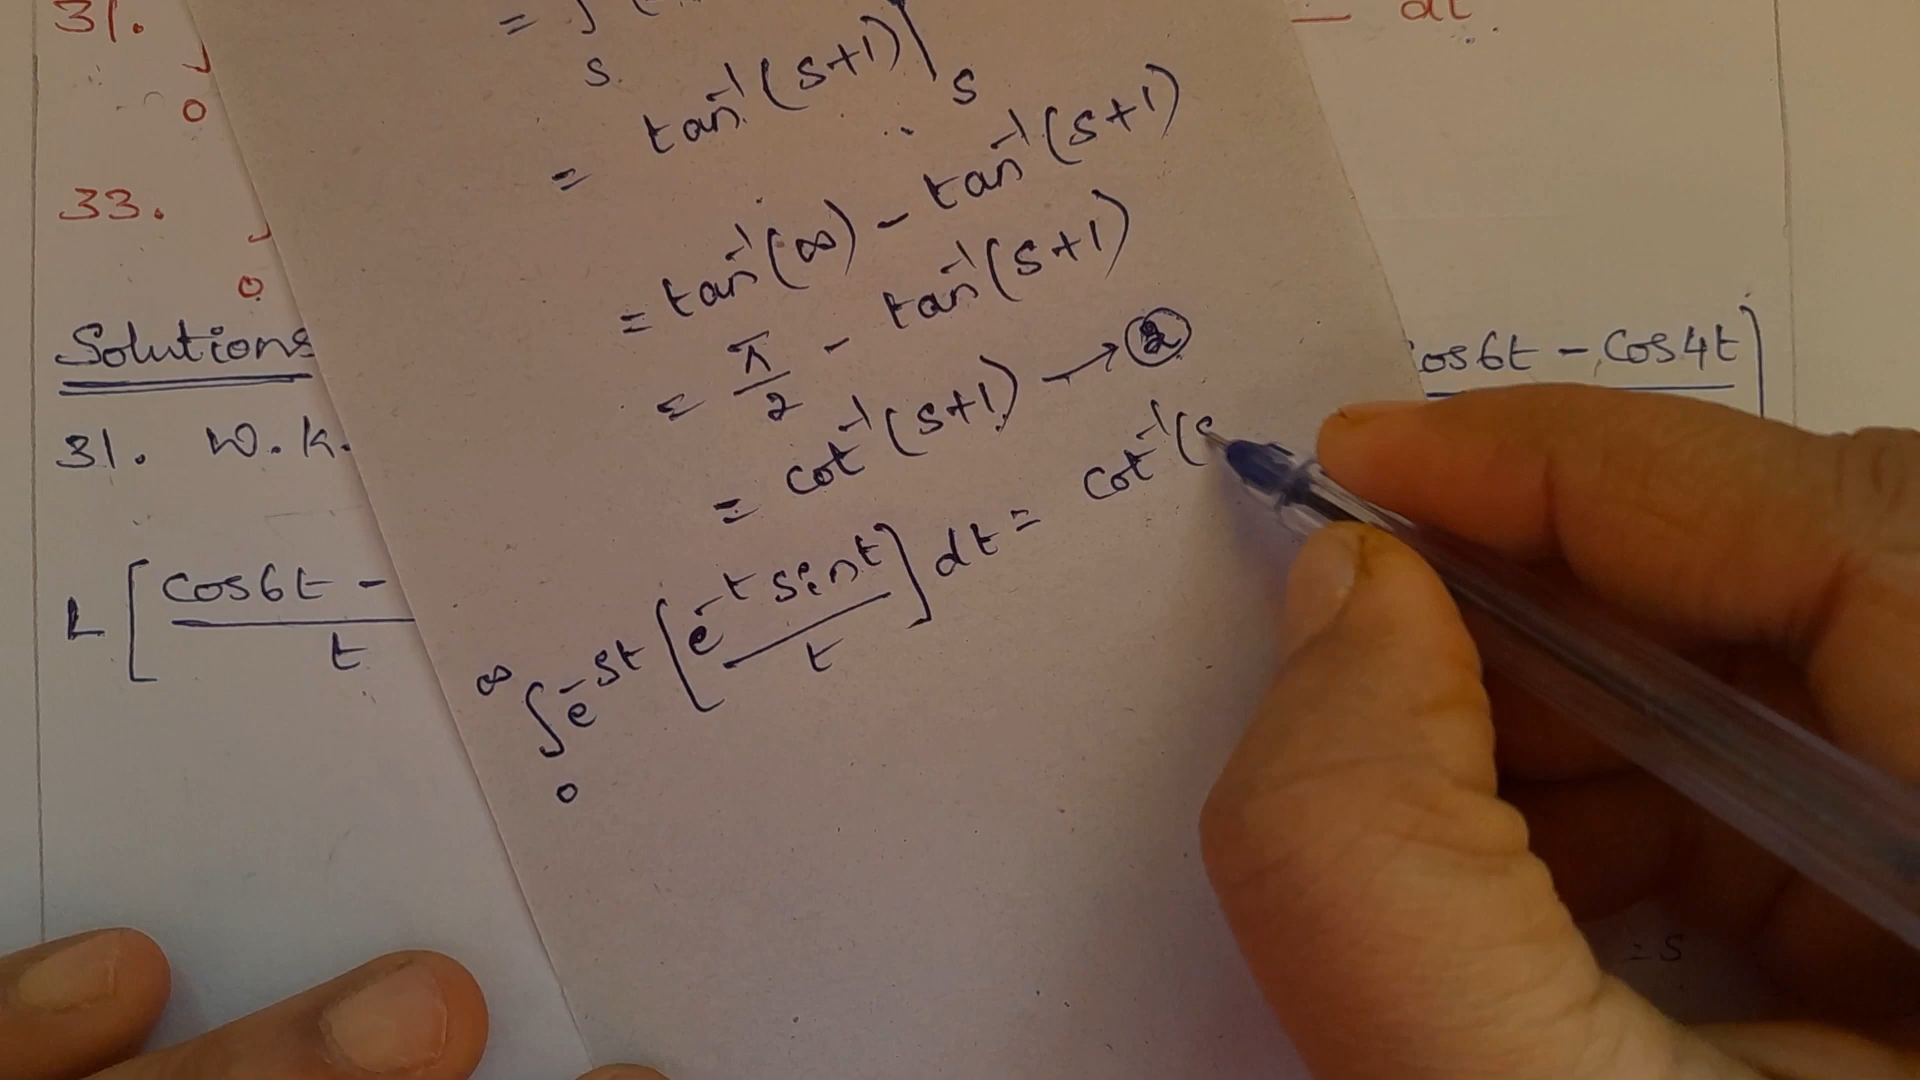 31. dt
∫
0
33.
∫
0
Solutions
31. W.K.
L[cos6t -
t
cos6t - cos4t]
= s
= ∫
s
= tan⁻¹(s+1)|
s
= tan⁻¹(∞) - tan⁻¹(s+1)
= π/2 - tan⁻¹(s+1)
= cot⁻¹(s+1) → ②
∞
∫ e⁻ˢᵗ [e⁻ᵗ sint / t] dt = cot⁻¹(s
0